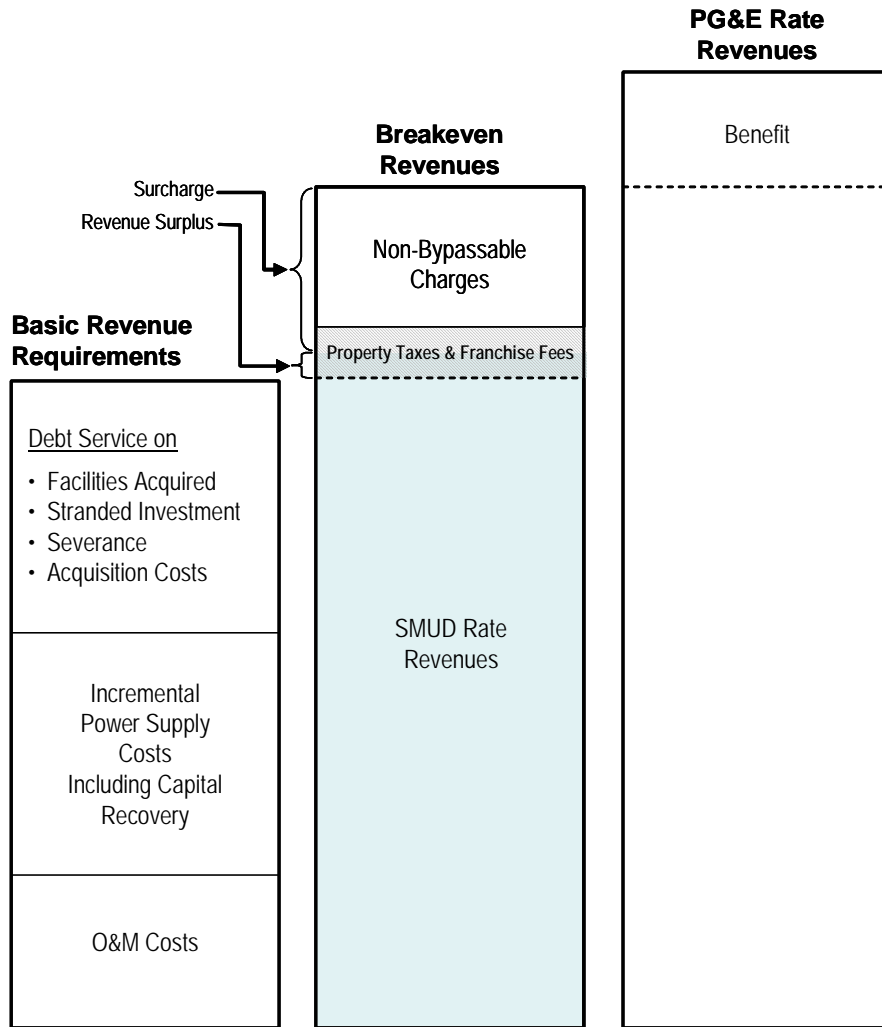 PG&E Rate
Revenues
Benefit
Breakeven
Revenues
Surcharge
Revenue Surplus
Non-Bypassable
Charges
Property Taxes & Franchise Fees
SMUD Rate
Revenues
Basic Revenue
Requirements
Debt Service on
• Facilities Acquired
• Stranded Investment
• Severance
• Acquisition Costs
Incremental
Power Supply
Costs
Including Capital
Recovery
O&M Costs